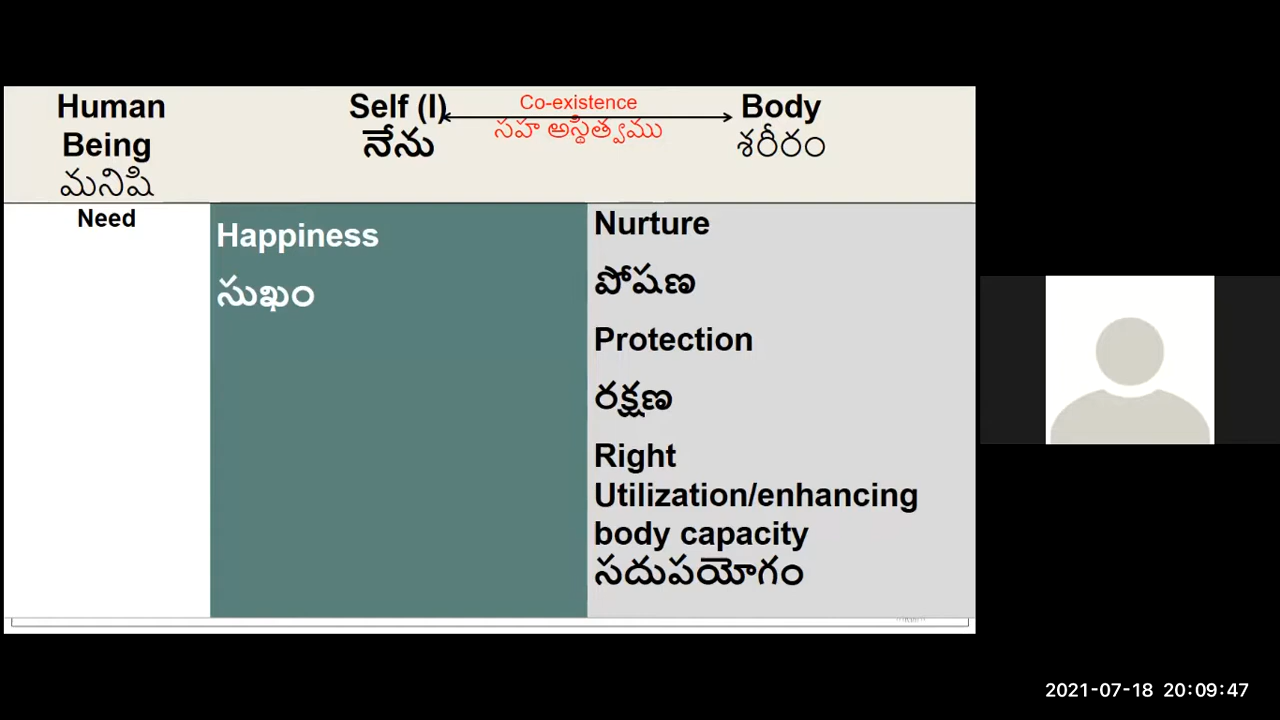 Human
Being
మనిషి
Self (I)
నేను
Co-existence
సహ అస్థిత్వము
Body
శరీరం
Need
Happiness
సుఖం
Nurture
పోషణ
Protection
రక్షణ
Right
Utilization/enhancing
body capacity
సదుపయోగం
2021-07-18 20:09:47